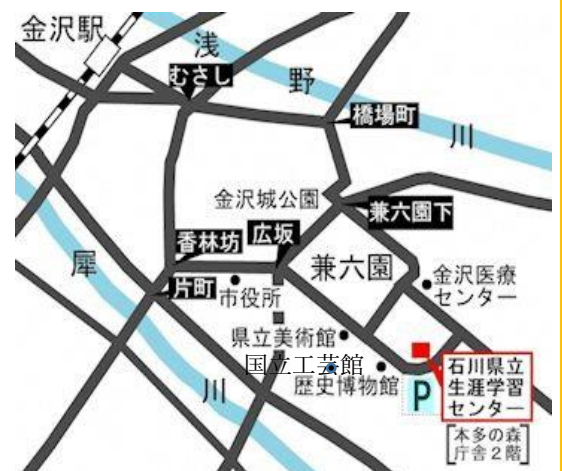 金沢駅
浅
野
川
むさし
橋場町
金沢城公園
兼六園下
香林坊
広坂
兼六園
金沢医療
センター
犀
川
片町
市役所
県立美術館
国立工芸館
歴史博物館
P
石川県立
生涯学習
センター
本多の森
庁舎2階